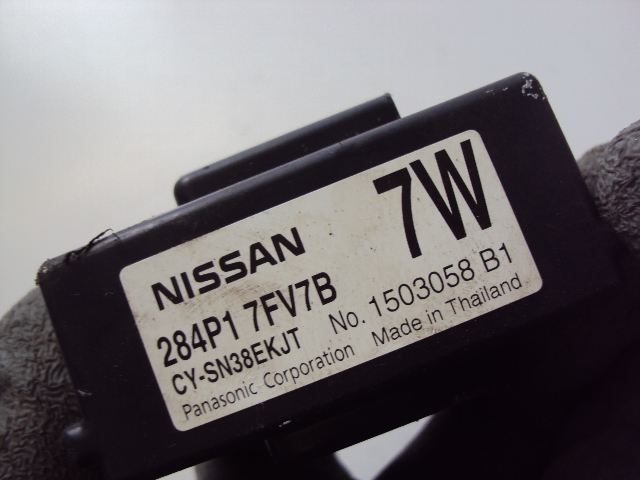 NISSAN 7W
284P1 7FV7B
CY-SN38EKJT No. 1503058 B1
Panasonic Corporation Made in Thailand